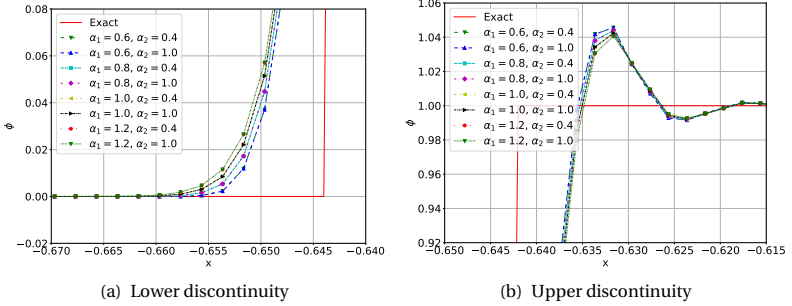 0.08
0.06
0.04
0.02
0.00
−0.02
ϕ
Exact
α1 = 0.6, α2 = 0.4
α1 = 0.6, α2 = 1.0
α1 = 0.8, α2 = 0.4
α1 = 0.8, α2 = 1.0
α1 = 1.0, α2 = 0.4
α1 = 1.0, α2 = 1.0
α1 = 1.2, α2 = 0.4
α1 = 1.2, α2 = 1.0
−0.670 −0.665 −0.660 −0.655 −0.650 −0.645 −0.640
x
(a) Lower discontinuity
1.06
1.04
1.02
1.00
0.98
0.96
0.94
0.92
ϕ
Exact
α1 = 0.6, α2 = 0.4
α1 = 0.6, α2 = 1.0
α1 = 0.8, α2 = 0.4
α1 = 0.8, α2 = 1.0
α1 = 1.0, α2 = 0.4
α1 = 1.0, α2 = 1.0
α1 = 1.2, α2 = 0.4
α1 = 1.2, α2 = 1.0
−0.650 −0.645 −0.640 −0.635 −0.630 −0.625 −0.620 −0.615
x
(b) Upper discontinuity